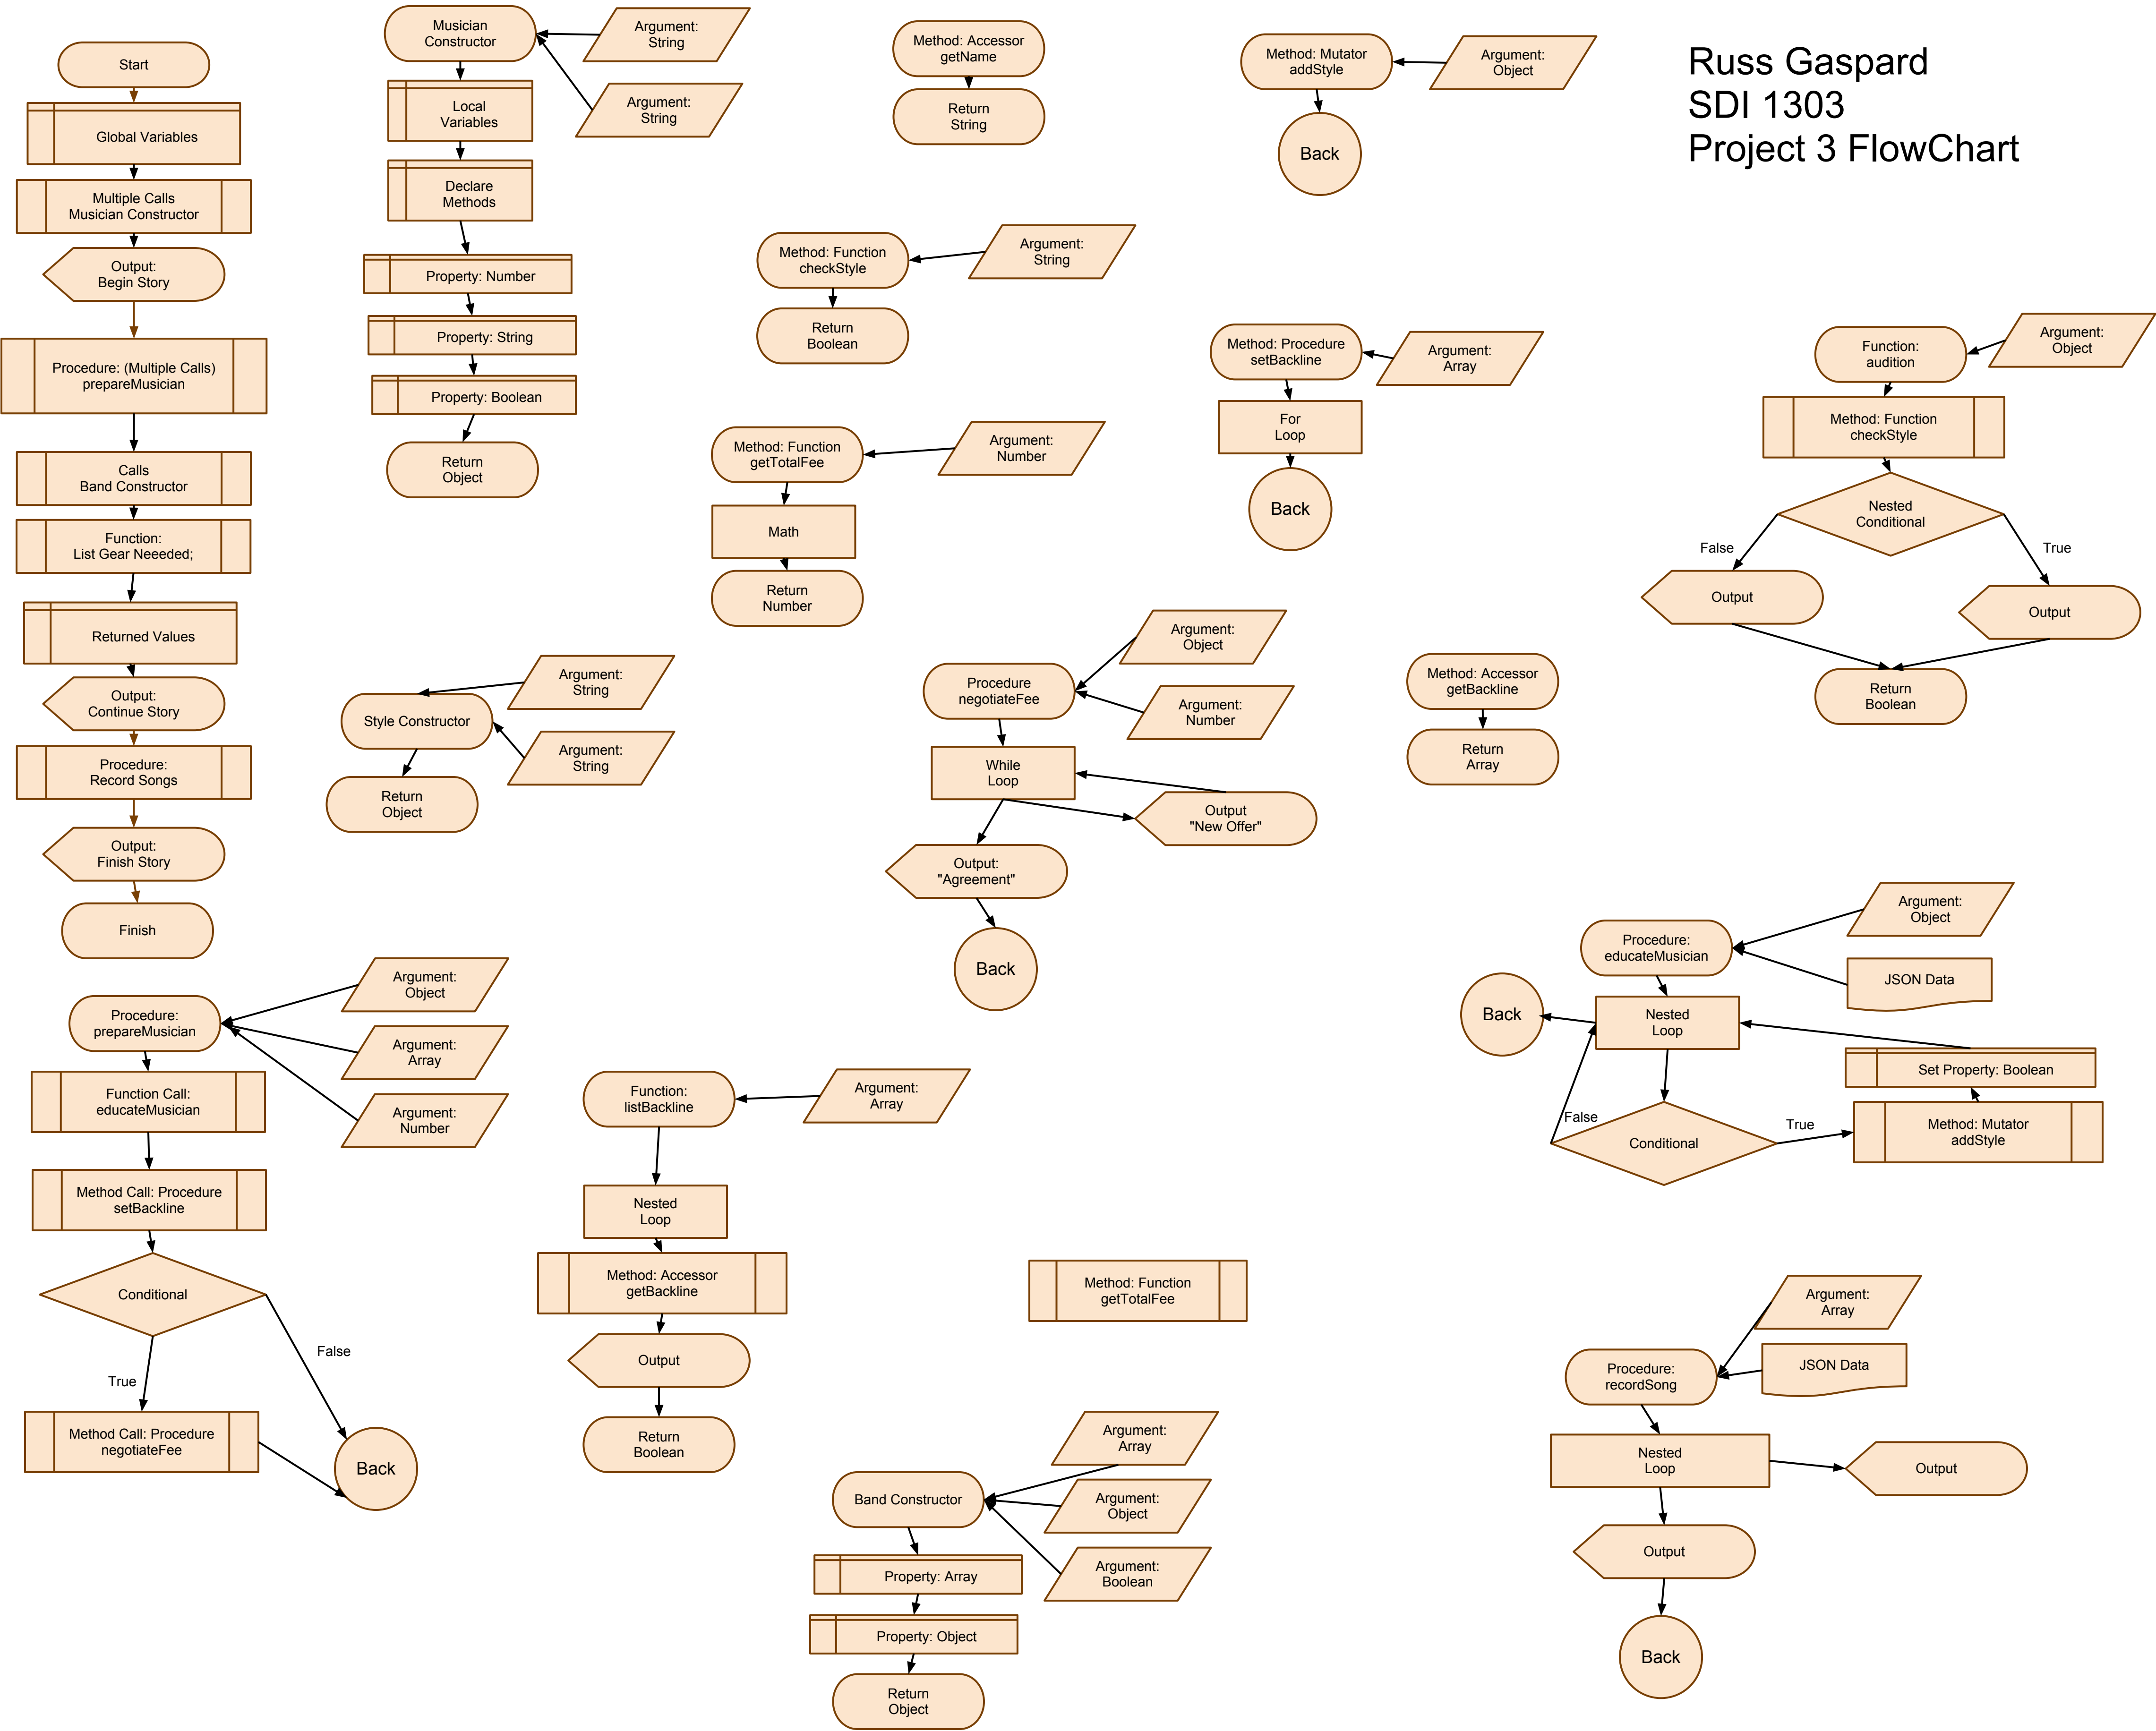 Russ Gaspard
SDI 1303
Project 3 FlowChart
Start
Global Variables
Multiple Calls
Musician Constructor
Output:
Begin Story
Procedure: (Multiple Calls)
prepareMusician
Calls
Band Constructor
Function:
List Gear Neeeded;
Returned Values
Output:
Continue Story
Procedure:
Record Songs
Output:
Finish Story
Finish
Musician
Constructor
Argument:
String
Argument:
String
Local
Variables
Declare
Methods
Property: Number
Property: String
Property: Boolean
Return
Object
Method: Accessor
getName
Return
String
Method: Mutator
addStyle
Argument:
Object
Back
Method: Function
checkStyle
Argument:
String
Return
Boolean
Method: Procedure
setBackline
Argument:
Array
For
Loop
Back
Function:
audition
Argument:
Object
Method: Function
checkStyle
Nested
Conditional
False
True
Output
Output
Return
Boolean
Method: Function
getTotalFee
Argument:
Number
Math
Return
Number
Style Constructor
Argument:
String
Argument:
String
Return
Object
Procedure
negotiateFee
Argument:
Object
Argument:
Number
While
Loop
Output
"New Offer"
Output:
"Agreement"
Back
Method: Accessor
getBackline
Return
Array
Procedure:
educateMusician
Argument:
Object
JSON Data
Back
Nested
Loop
Set Property: Boolean
False
Conditional
True
Method: Mutator
addStyle
Procedure:
prepareMusician
Argument:
Object
Argument:
Array
Argument:
Number
Function Call:
educateMusician
Method Call: Procedure
setBackline
Conditional
False
True
Method Call: Procedure
negotiateFee
Back
Function:
listBackline
Argument:
Array
Nested
Loop
Method: Accessor
getBackline
Output
Return
Boolean
Method: Function
getTotalFee
Band Constructor
Argument:
Array
Argument:
Object
Argument:
Boolean
Property: Array
Property: Object
Return
Object
Procedure:
recordSong
Argument:
Array
JSON Data
Nested
Loop
Output
Output
Back